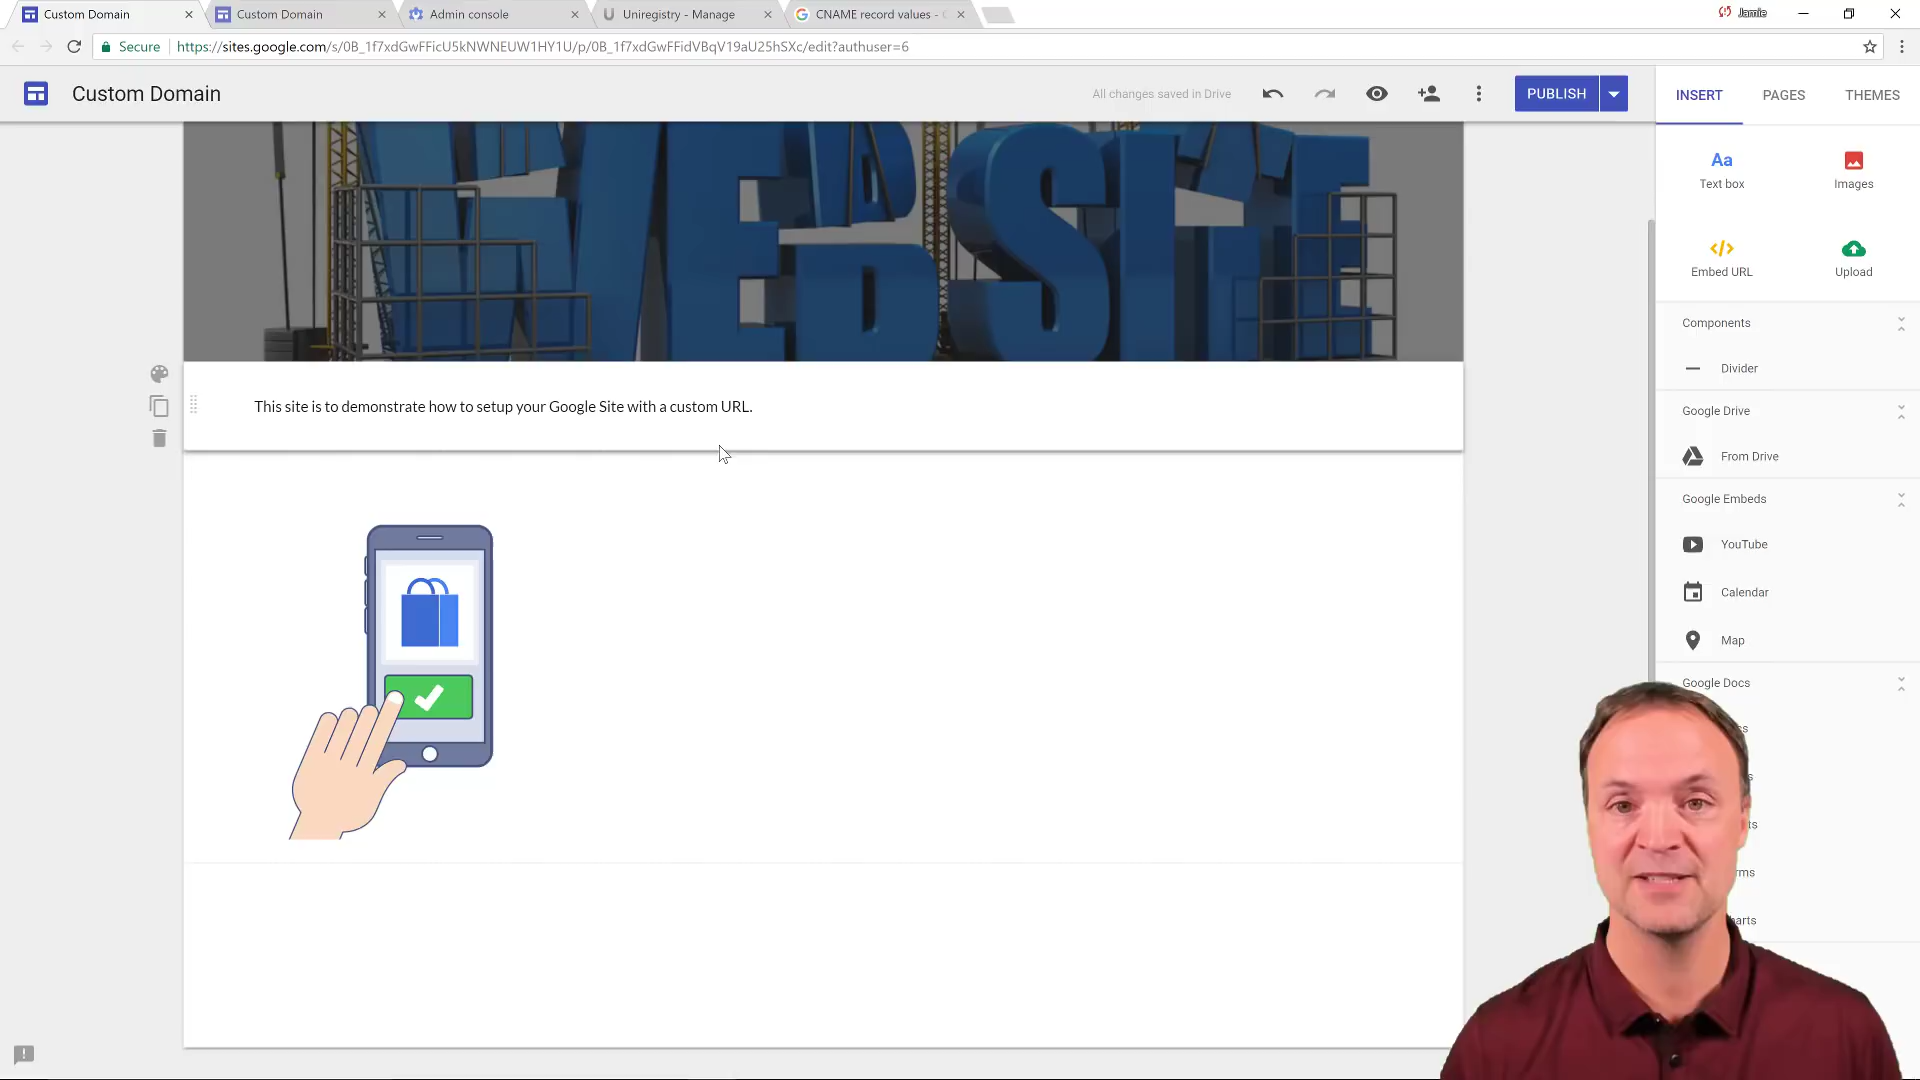 Custom Domain
Custom Domain
Admin console
Uniregistry - Manage
CNAME record values -
Jamie
Secure
https://sites.google.com/s/0B_1f7xdGwFFicU5kNWNEUW1HY1U/p/0B_1f7xdGwFFidVBqV19aU25hSXc/edit?authuser=6
Custom Domain
All changes saved in Drive
PUBLISH
INSERT
PAGES
THEMES
WEBSITE
Aa
Text box
Images
Embed URL
Upload
Components
Divider
Google Drive
From Drive
Google Embeds
YouTube
Calendar
Map
Google Docs
This site is to demonstrate how to setup your Google Site with a custom URL.